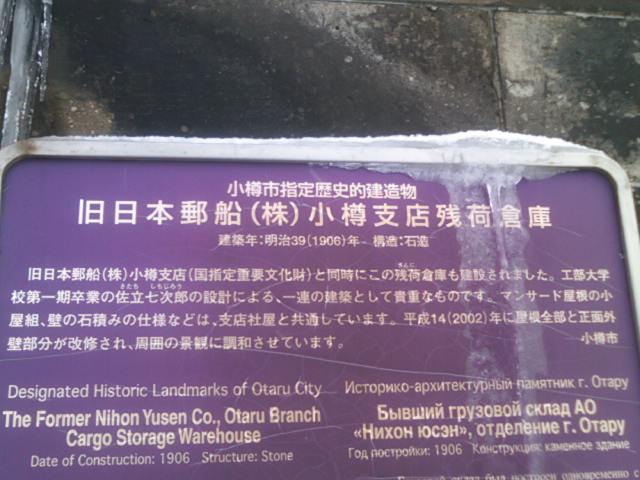 小樽市指定歴史的建造物
旧日本郵船(株)小樽支店残荷倉庫
建築年:明治39(1906)年 構造:石造
旧日本郵船(株)小樽支店(国指定重要文化財)と同時にこの残荷倉庫も建設されました。工部大学
校第一期卒業の佐立七次郎の設計による、一連の建築として貴重なものです。マンサード屋根の小
屋組、壁の石積みの仕様などは、支店社屋と共通しています。平成14(2002)年に屋根全部と正面外
壁部分が改修され、周囲の景観に調和させています。 小樽市
Designated Historic Landmarks of Otaru City
The Former Nihon Yusen Co., Otaru Branch
Cargo Storage Warehouse
Date of Construction: 1906 Structure: Stone
Историко-архитектурный памятник г. Отару
Бывший грузовой склад АО
«Нихон юсэн», отделение г. Отару
Год постройки: 1906 Конструкция: каменное здание